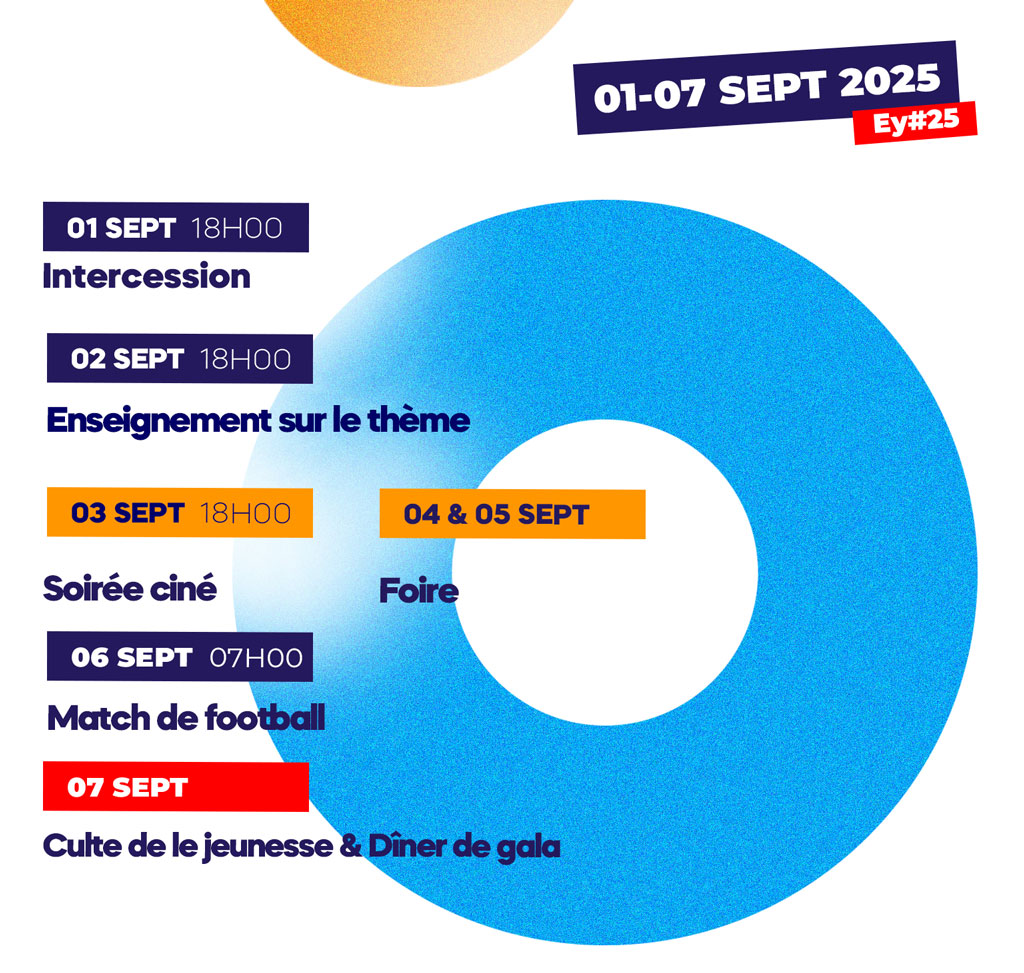 01-07 SEPT 2025
Ey#25
01 SEPT 18H00
Intercession
02 SEPT 18H00
Enseignement sur le thème
03 SEPT 18H00
Soirée ciné
04 & 05 SEPT
Foire
06 SEPT 07H00
Match de football
07 SEPT
Culte de le jeunesse & Dîner de gala